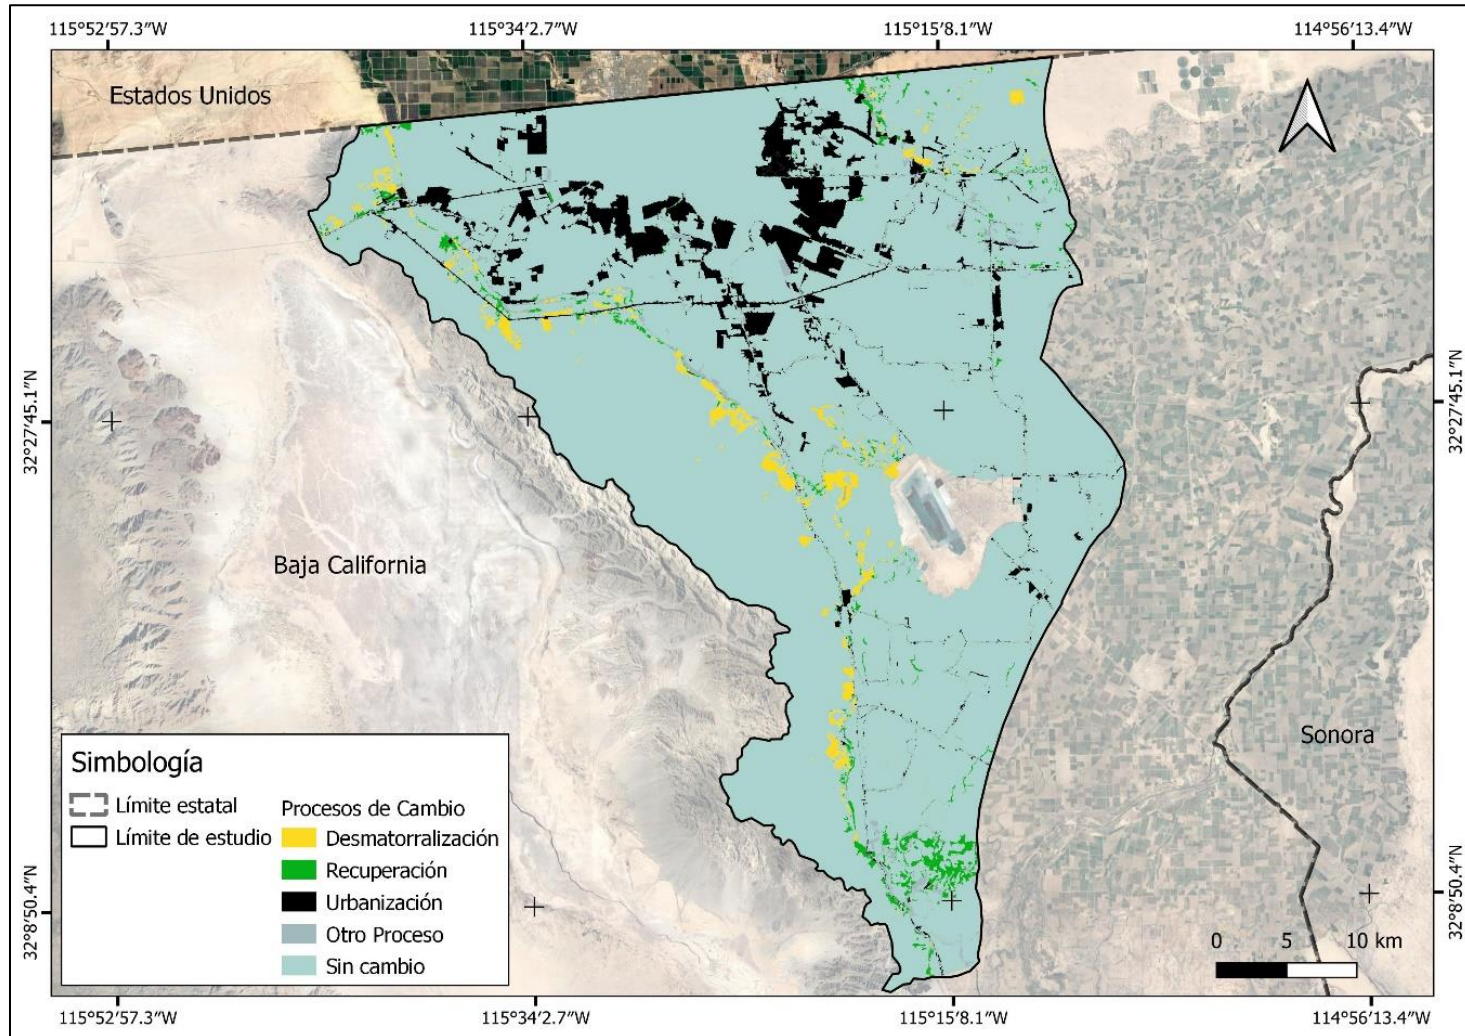 115°52′57.3″W
115°34′2.7″W
115°15′8.1″W
114°56′13.4″W
Estados Unidos
32°27′45.1″N
32°27′45.1″N
Baja California
Sonora
Simbología
Límite estatal
Límite de estudio
Procesos de Cambio
Desmatorralización
Recuperación
Urbanización
Otro Proceso
Sin cambio
32°8′50.4″N
32°8′50.4″N
0 5 10 km
115°52′57.3″W
115°34′2.7″W
115°15′8.1″W
114°56′13.4″W